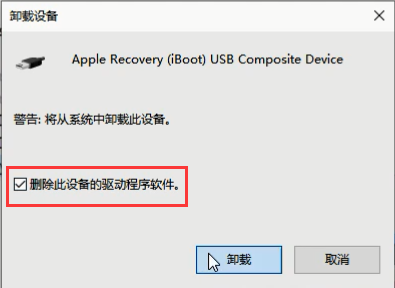 卸载设备
Apple Recovery (iBoot) USB Composite Device
警告: 将从系统中卸载此设备。
删除此设备的驱动程序软件。
卸载
取消